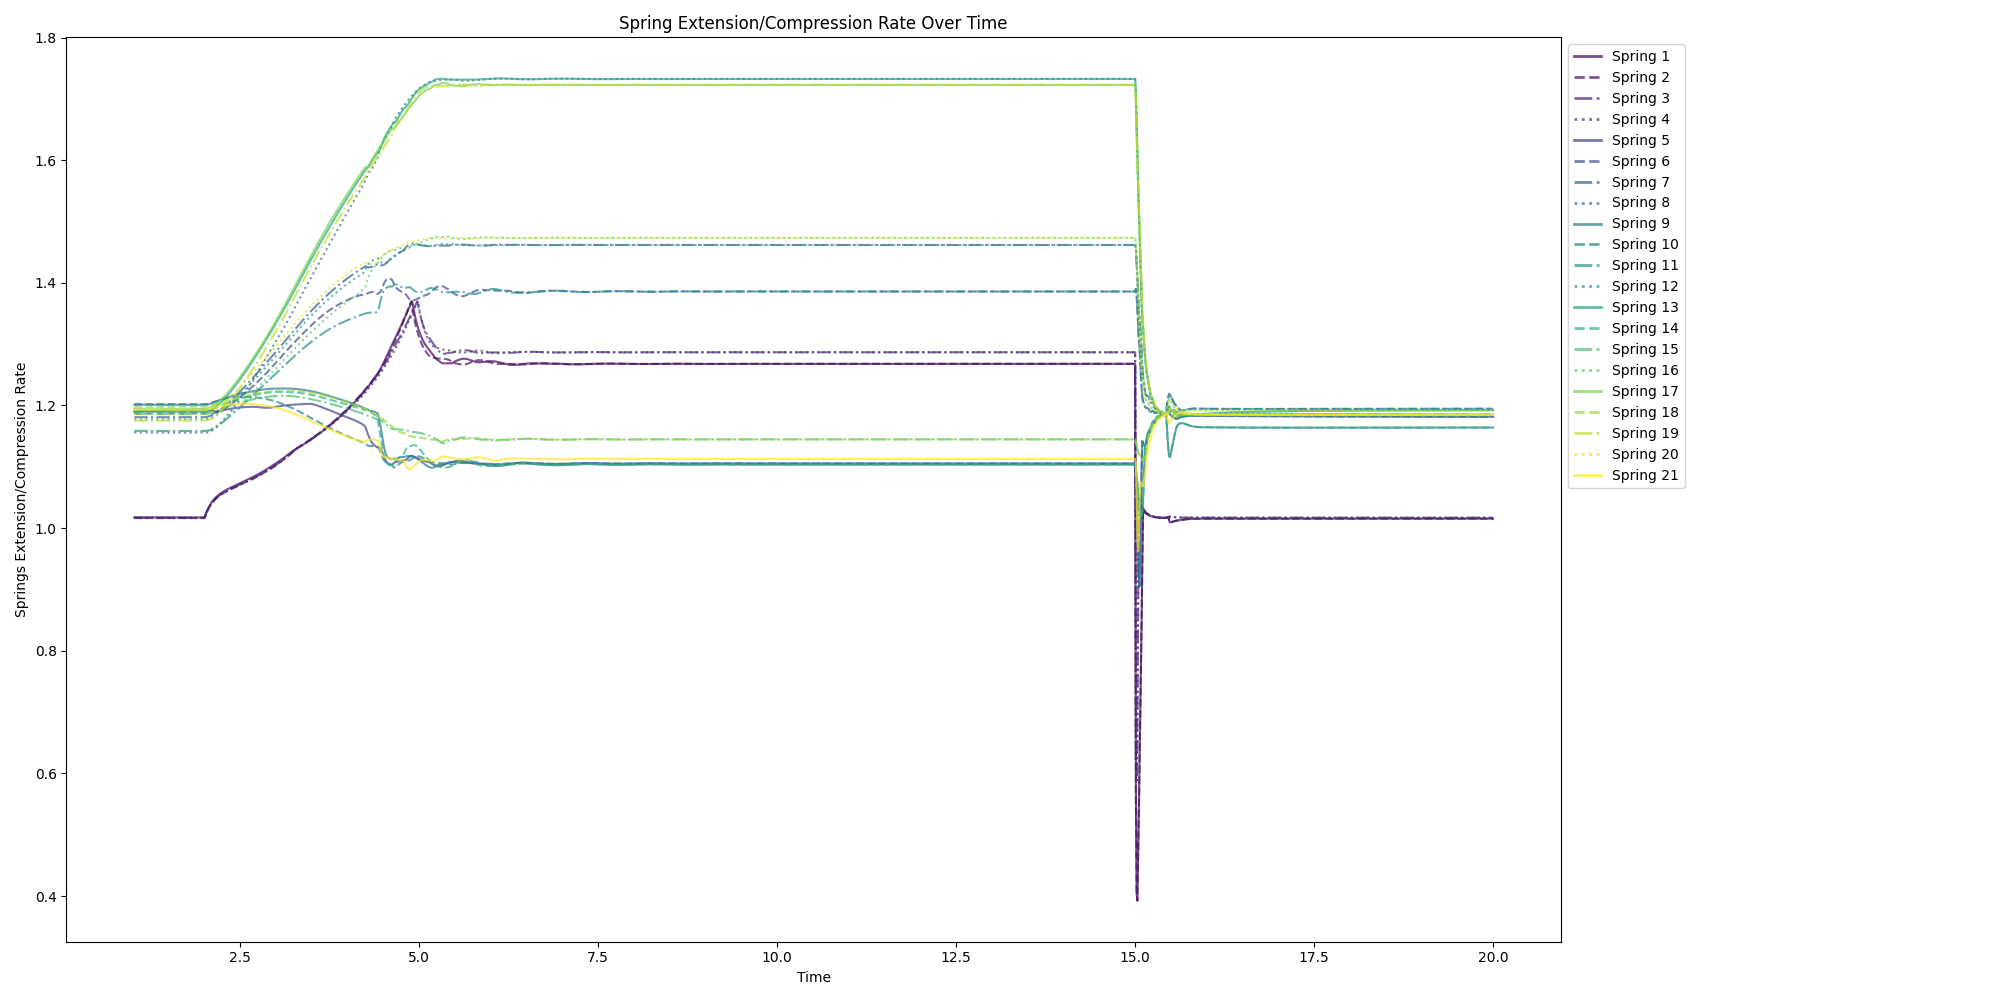 Spring Extension/Compression Rate Over Time
Springs Extension/Compression Rate
1.8
1.6
1.4
1.2
1.0
0.8
0.6
0.4
2.5
5.0
7.5
10.0
12.5
15.0
17.5
20.0
Time
Spring 1
Spring 2
Spring 3
Spring 4
Spring 5
Spring 6
Spring 7
Spring 8
Spring 9
Spring 10
Spring 11
Spring 12
Spring 13
Spring 14
Spring 15
Spring 16
Spring 17
Spring 18
Spring 19
Spring 20
Spring 21